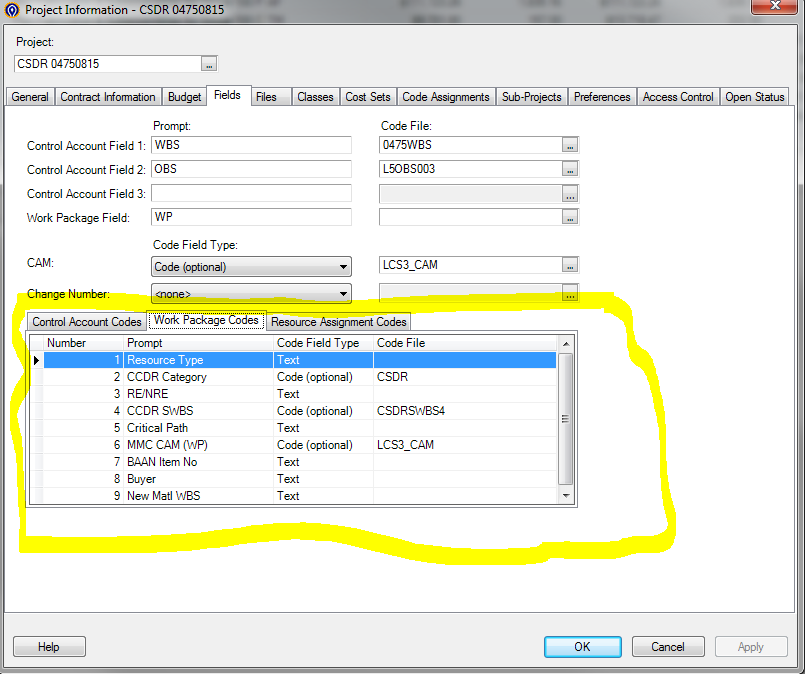 Project Information - CSDR 04750815
Project:
CSDR 04750815 ...
General Contract Information Budget Fields Files Classes Cost Sets Code Assignments Sub-Projects Preferences Access Control Open Status
Prompt: Code File:
Control Account Field 1: WBS 0475WBS ...
Control Account Field 2: OBS L5OBS003 ...
Control Account Field 3: ...
Work Package Field: WP ...
Code Field Type:
CAM: Code (optional) LCS3_CAM ...
Change Number: <none> ...
Control Account Codes Work Package Codes Resource Assignment Codes
Number Prompt Code Field Type Code File
1 Resource Type Text
2 CCDR Category Code (optional) CSDR
3 RE/NRE Text
4 CCDR SWBS Code (optional) CSDRSWBS4
5 Critical Path Text
6 MMC CAM (WP) Code (optional) LCS3_CAM
7 BAAN Item No Text
8 Buyer Text
9 New Matl WBS Text
Help OK Cancel Apply